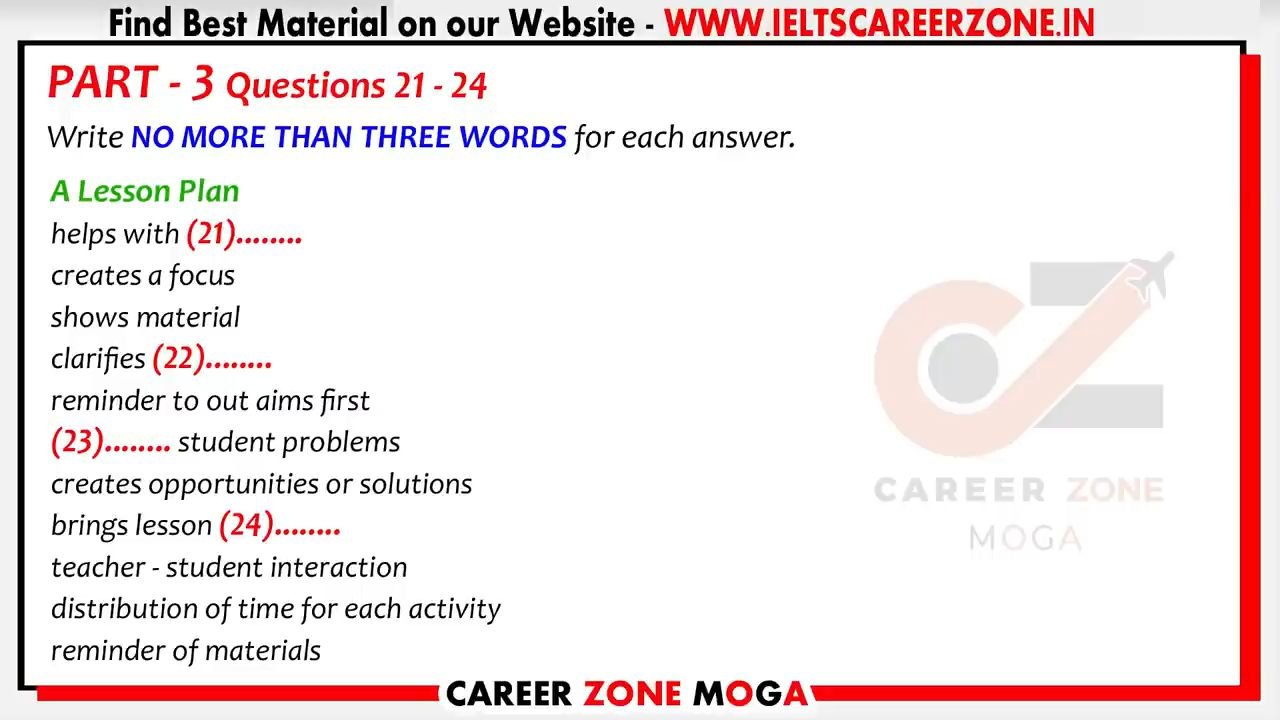 Find Best Material on our Website - WWW.IELTSCAREERZONE.IN
PART - 3 Questions 21 - 24
Write NO MORE THAN THREE WORDS for each answer.
A Lesson Plan
helps with (21)........
creates a focus
shows material
clarifies (22)........
reminder to out aims first
(23)........ student problems
creates opportunities or solutions
brings lesson (24)........
teacher - student interaction
distribution of time for each activity
reminder of materials
CAREER ZONE
MOGA
CAREER ZONE MOGA